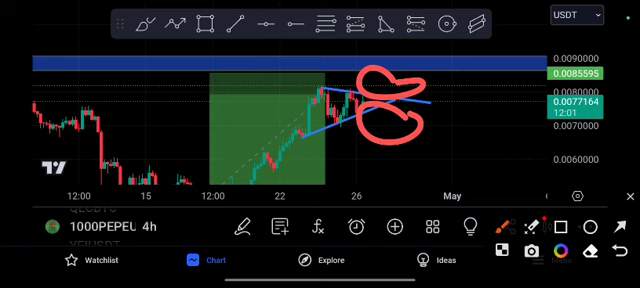 USDT
0.0090000
0.0085595
0.0080000
0.0077164
12:01
0.0070000
0.0060000
12:00 15 12:00 22 26 May
1000PEPEU 4h
Watchlist Chart Explore Ideas